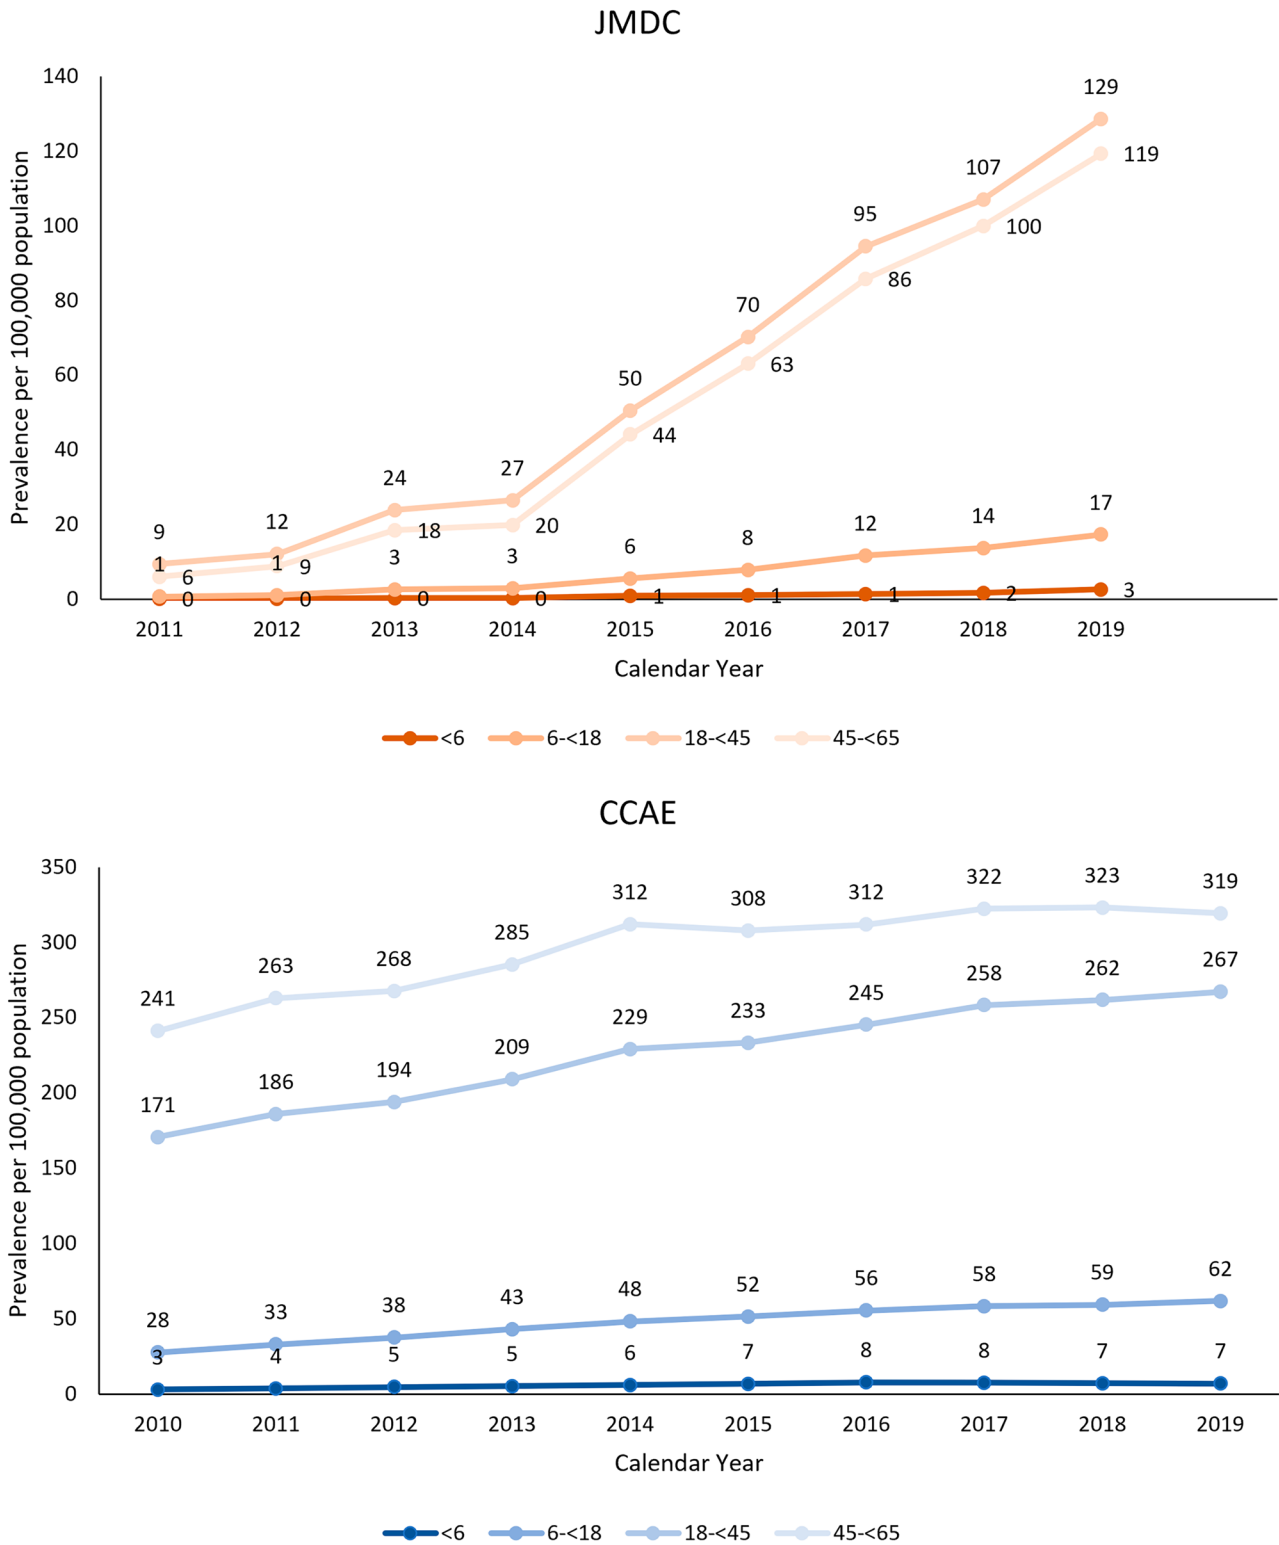 JMDC
Prevalence per 100,000 population
140
120
100
80
60
40
20
0
9 12 24 27 50 70 95 107 129
6 9 18 20 44 63 86 100 119
1 1 3 3 6 8 12 14 17
0 0 0 0 1 1 1 2 3
2011 2012 2013 2014 2015 2016 2017 2018 2019
Calendar Year
<6 6-<18 18-<45 45-<65
CCAE
Prevalence per 100,000 population
350
300
250
200
150
100
50
0
241 263 268 285 312 308 312 322 323 319
171 186 194 209 229 233 245 258 262 267
28 33 38 43 48 52 56 58 59 62
3 4 5 5 6 7 8 8 7 7
2010 2011 2012 2013 2014 2015 2016 2017 2018 2019
Calendar Year
<6 6-<18 18-<45 45-<65